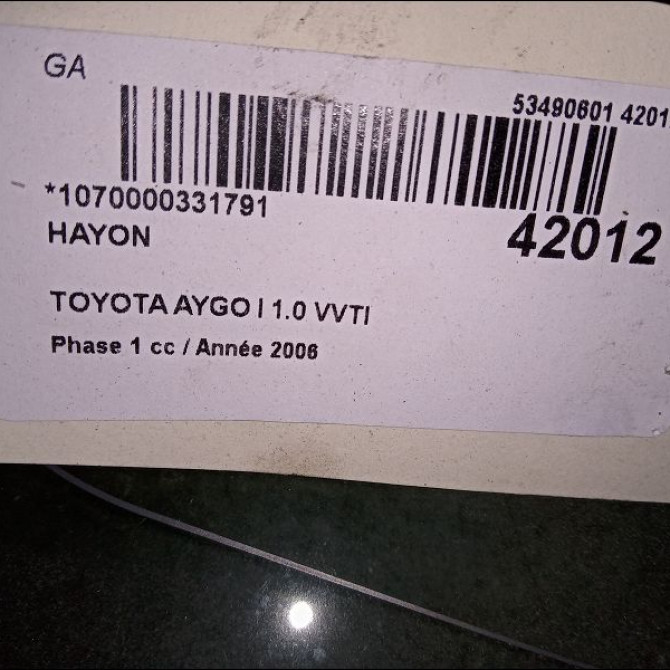 GA
53490601 4201
*1070000331791
HAYON
42012
TOYOTA AYGO I 1.0 VVTI
Phase 1 cc / Année 2006